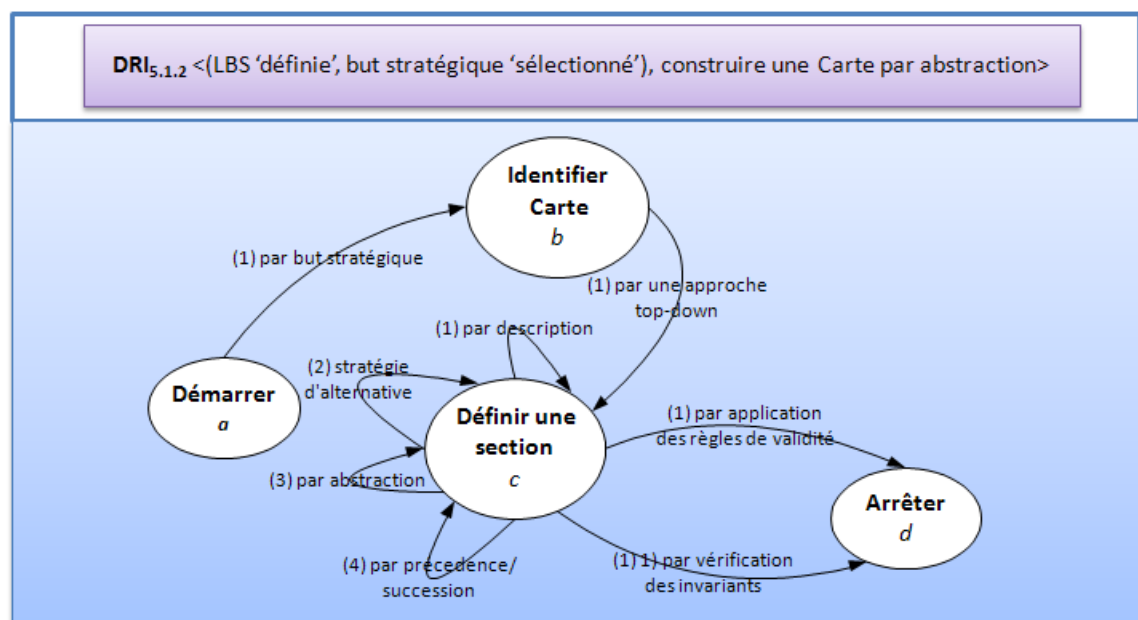 DRI5.1.2 <(LBS ‘définie’, but stratégique ‘sélectionné’), construire une Carte par abstraction>
Identifier
Carte
b
(1) par but stratégique
(1) par une approche
top-down
(1) par description
(2) stratégie
d'alternative
Démarrer
a
Définir une
section
c
(1) par application
des règles de validité
(3) par abstraction
Arrêter
d
(4) par précedence/
succession
(1) 1) par vérification
des invariants